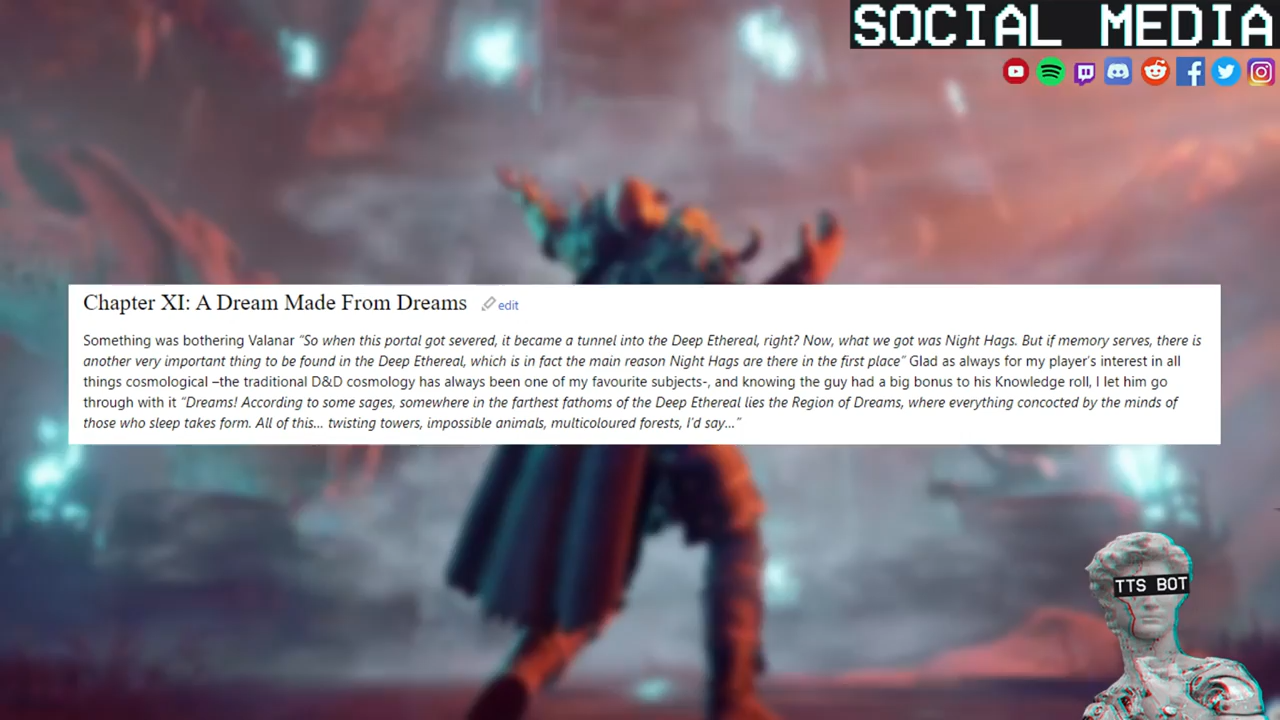 SOCIAL MEDIA
Chapter XI: A Dream Made From Dreams edit
Something was bothering Valanar “So when this portal got severed, it became a tunnel into the Deep Ethereal, right? Now, what we got was Night Hags. But if memory serves, there is
another very important thing to be found in the Deep Ethereal, which is in fact the main reason Night Hags are there in the first place” Glad as always for my player’s interest in all
things cosmological –the traditional D&D cosmology has always been one of my favourite subjects-, and knowing the guy had a big bonus to his Knowledge roll, I let him go
through with it “Dreams! According to some sages, somewhere in the farthest fathoms of the Deep Ethereal lies the Region of Dreams, where everything concocted by the minds of
those who sleep takes form. All of this… twisting towers, impossible animals, multicoloured forests, I’d say…”
TTS BOT